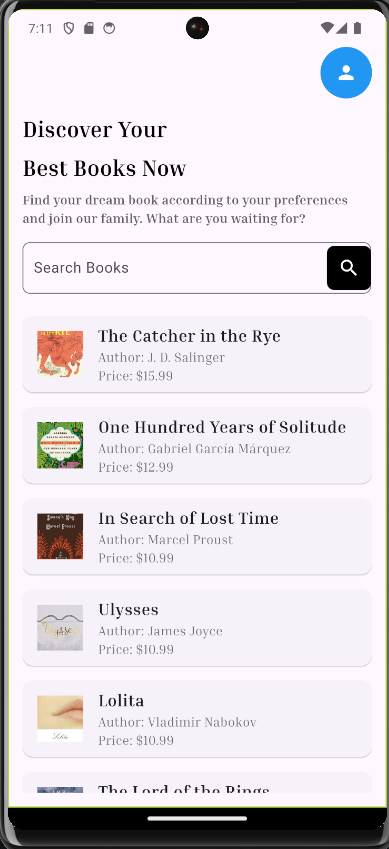 7:11
Discover Your
Best Books Now
Find your dream book according to your preferences
and join our family. What are you waiting for?
Search Books
The Catcher in the Rye
Author: J. D. Salinger
Price: $15.99
One Hundred Years of Solitude
Author: Gabriel García Márquez
Price: $12.99
In Search of Lost Time
Author: Marcel Proust
Price: $10.99
Ulysses
Author: James Joyce
Price: $10.99
Lolita
Author: Vladimir Nabokov
Price: $10.99
The Lord of the Rings